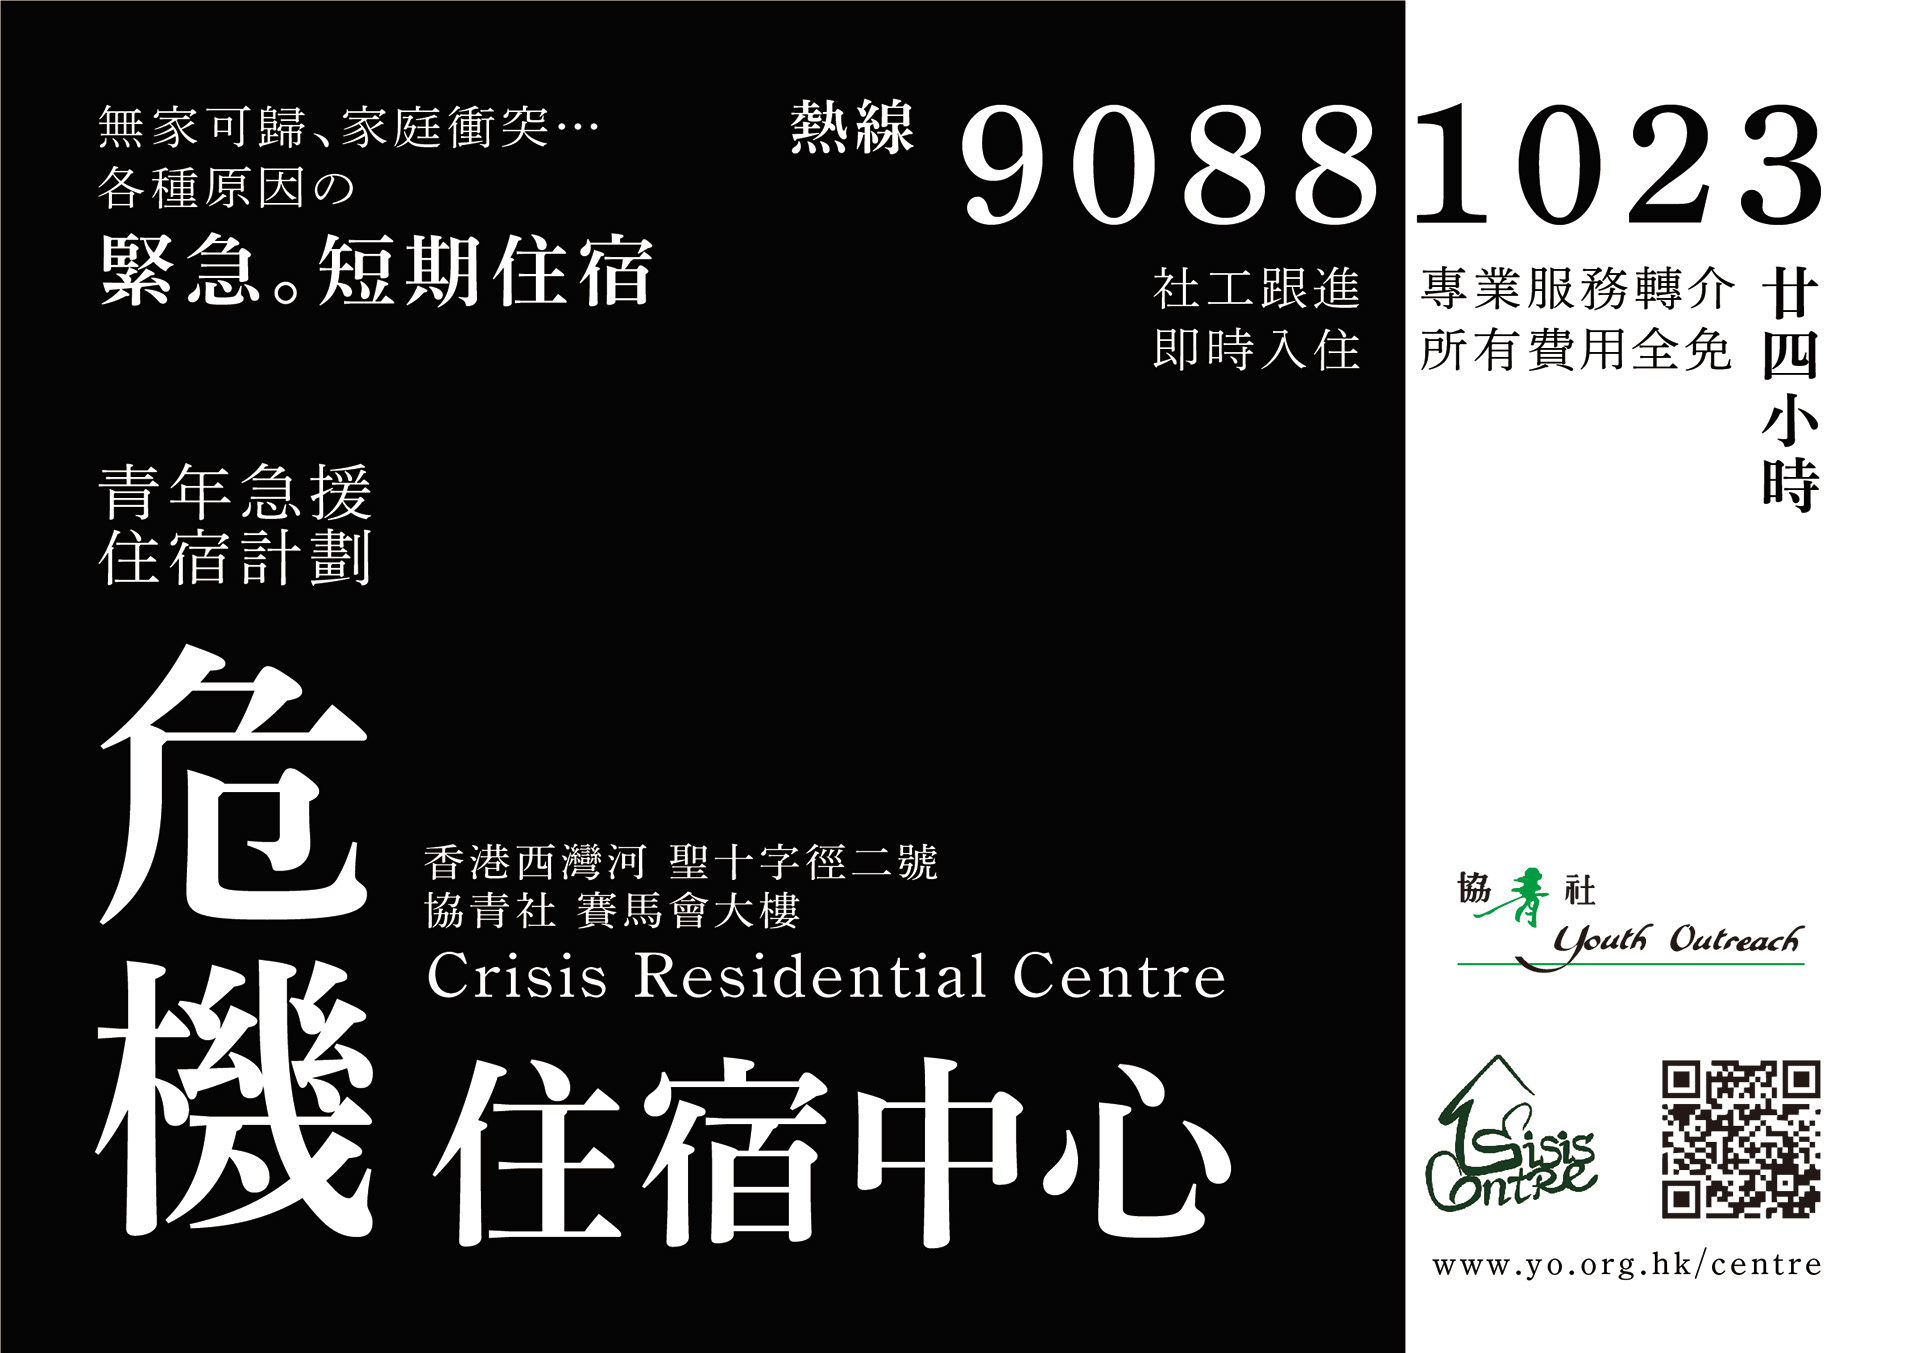 無家可歸、家庭衝突…
各種原因の
緊急。短期住宿
熱線 90881023
社工跟進 專業服務轉介
即時入住 所有費用全免
廿四小時
青年急援
住宿計劃
危機
香港西灣河 聖十字徑二號
協青社 賽馬會大樓
Crisis Residential Centre
住宿中心
協青社
Youth Outreach
Crisis
Centre
www.yo.org.hk/centre